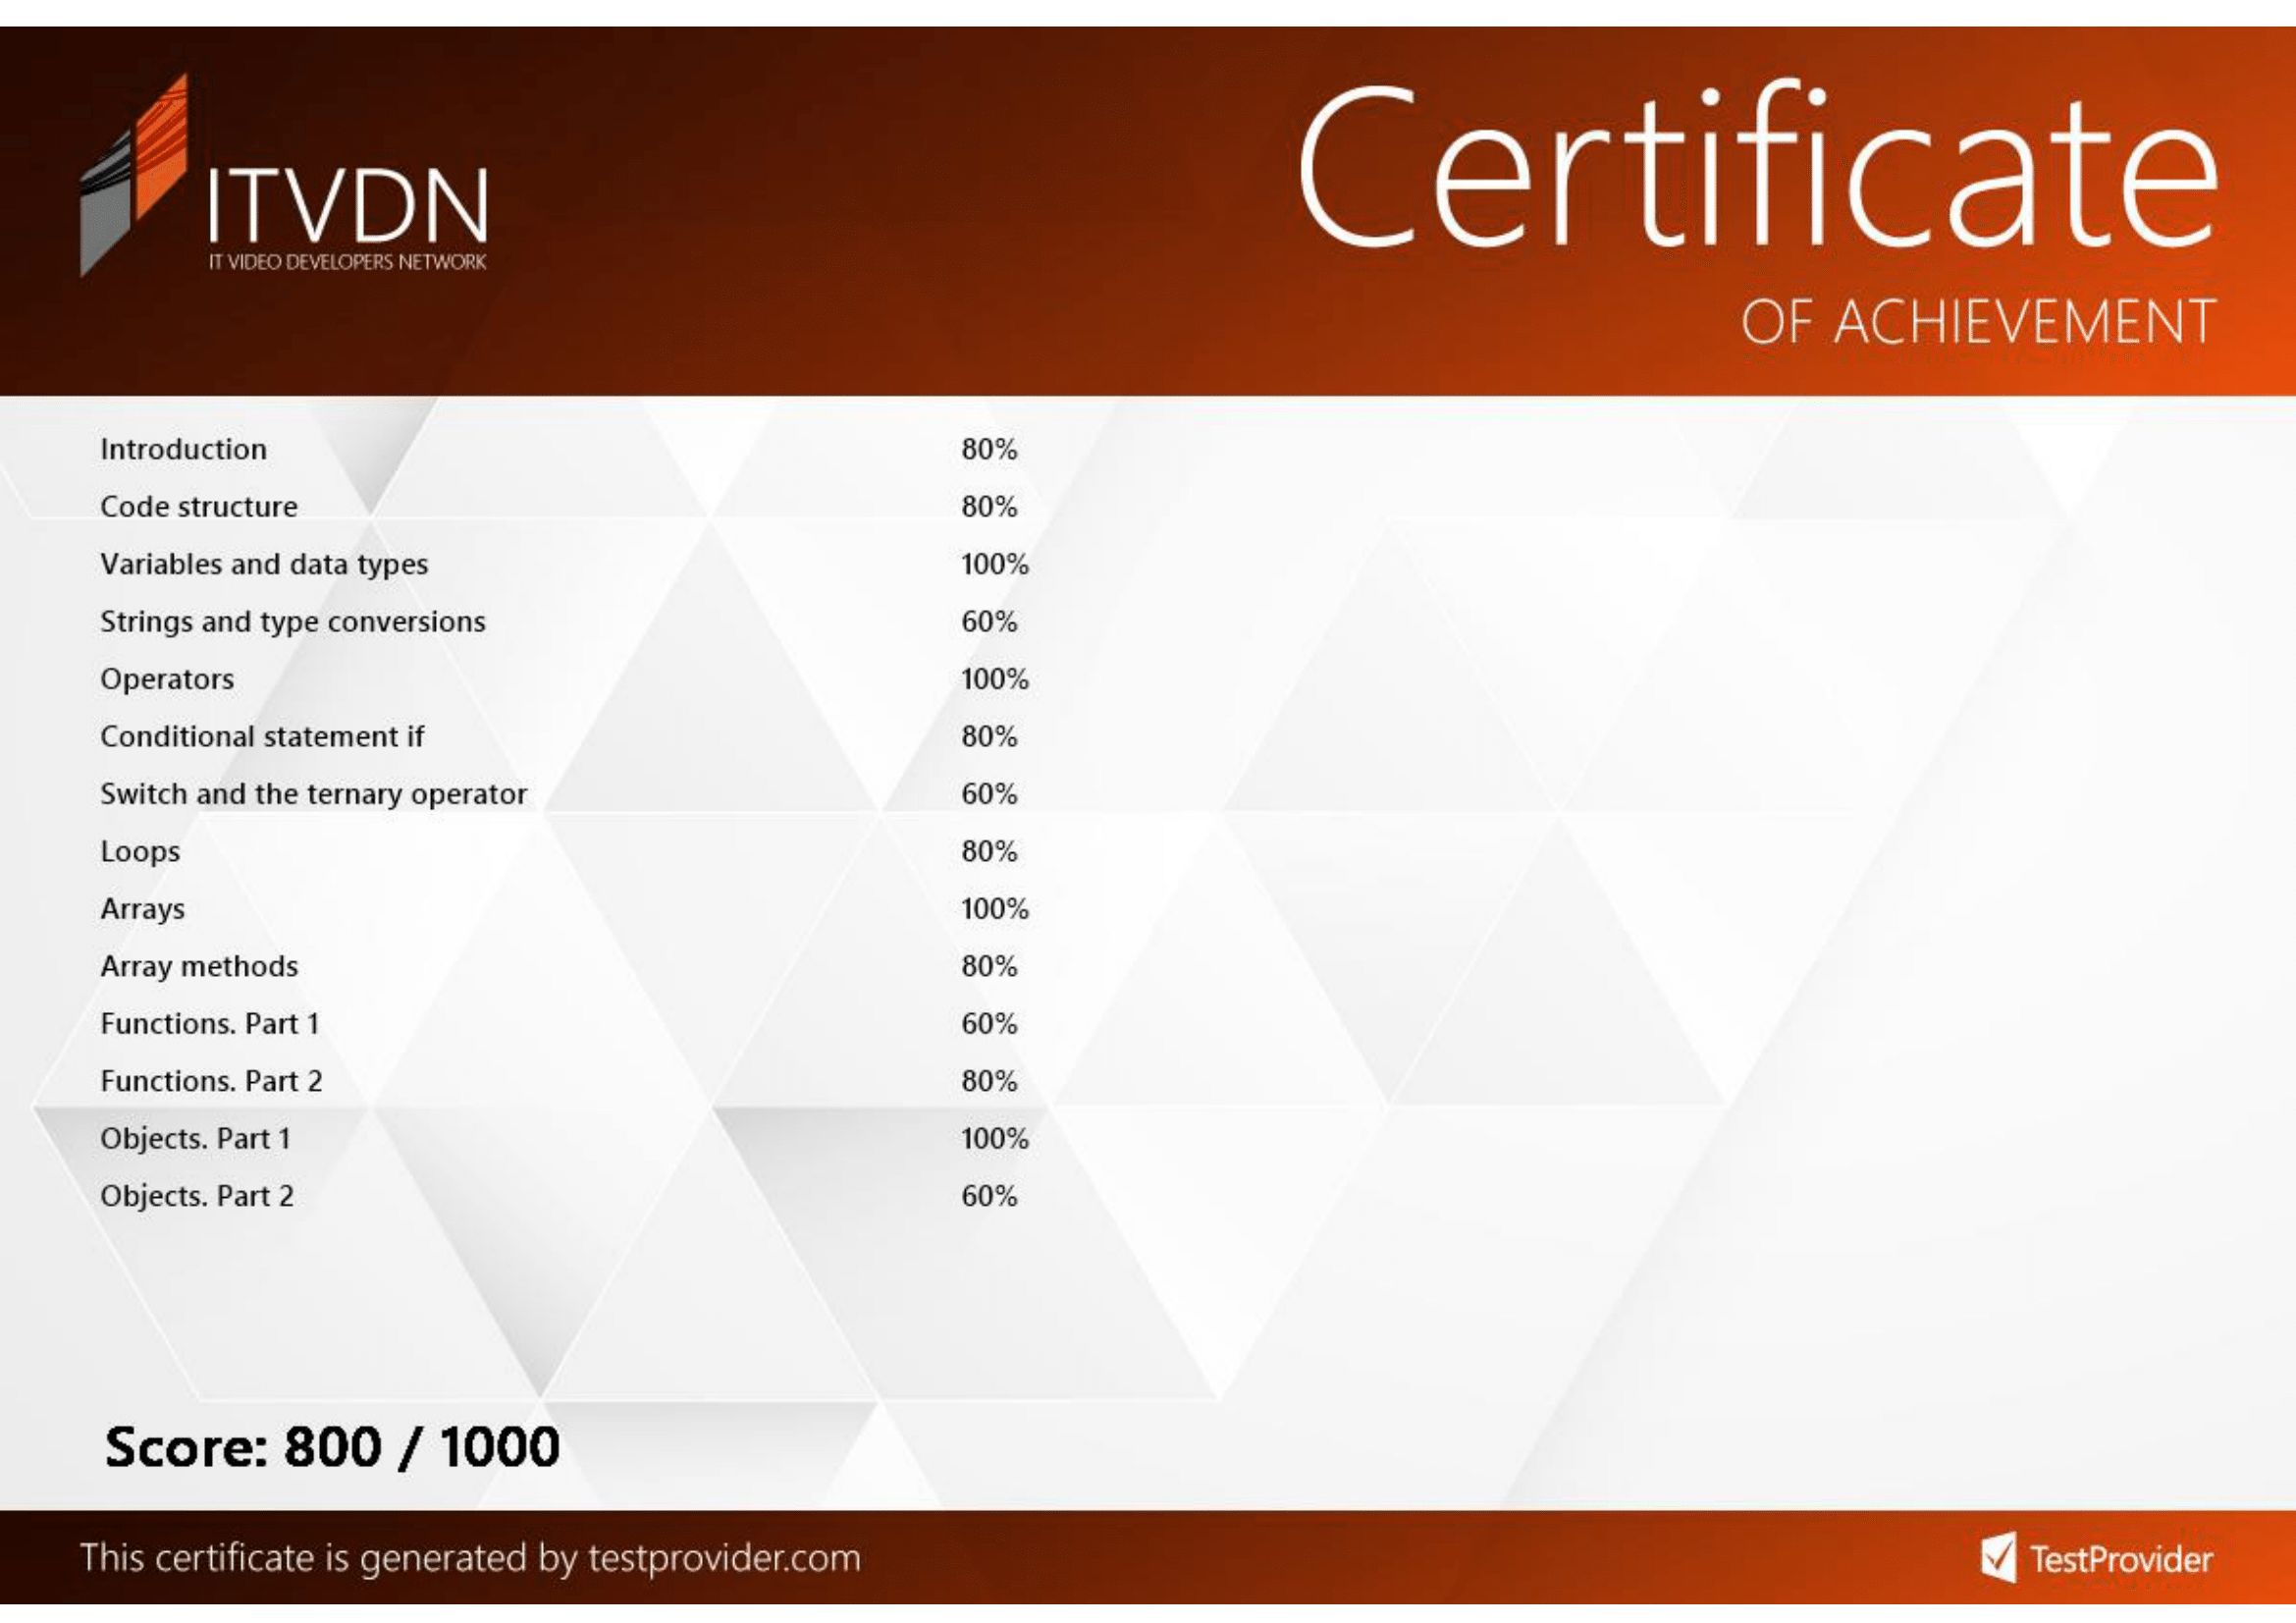 ITVDN
IT VIDEO DEVELOPERS NETWORK
Certificate
OF ACHIEVEMENT
Introduction 80%
Code structure 80%
Variables and data types 100%
Strings and type conversions 60%
Operators 100%
Conditional statement if 80%
Switch and the ternary operator 60%
Loops 80%
Arrays 100%
Array methods 80%
Functions. Part 1 60%
Functions. Part 2 80%
Objects. Part 1 100%
Objects. Part 2 60%
Score: 800 / 1000
This certificate is generated by testprovider.com
TestProvider